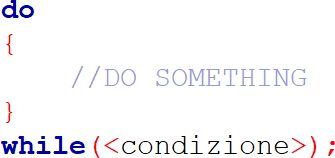 do
{
    //DO SOMETHING
}
while(<condizione>);